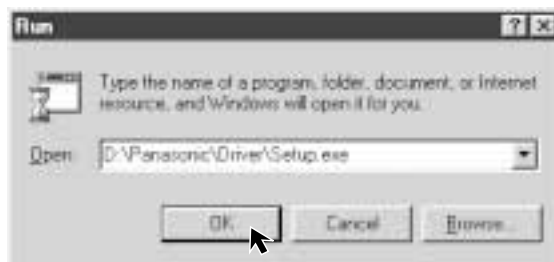 Run
Type the name of a program, folder, document, or Internet
resource, and Windows will open it for you.
Open: D:\Panasonic\Driver\Setup.exe
OK Cancel Browse...